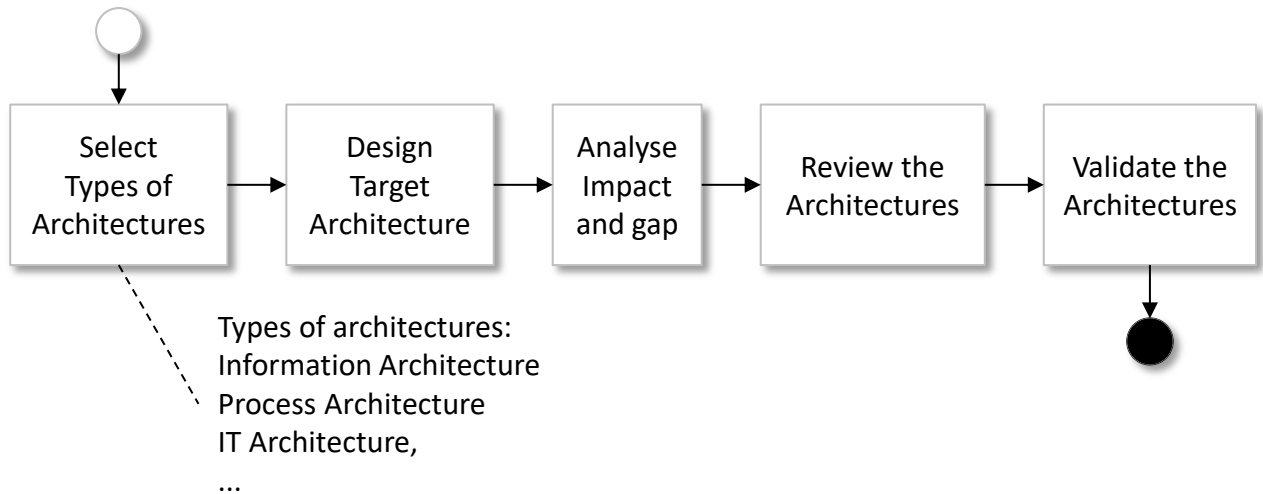 Select
Types of
Architectures
Design
Target
Architecture
Analyse
Impact
and gap
Review the
Architectures
Validate the
Architectures
Types of architectures:
Information Architecture
Process Architecture
IT Architecture,
...